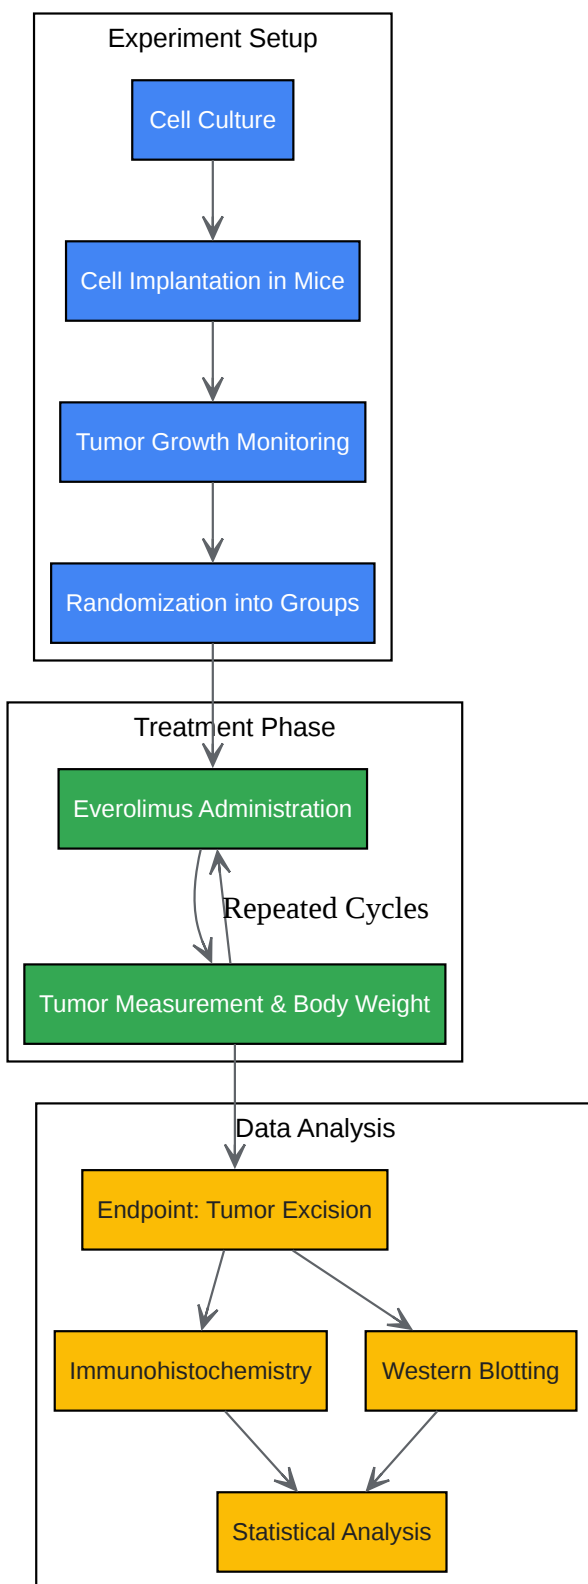 Experiment Setup
Cell Culture
Cell Implantation in Mice
Tumor Growth Monitoring
Randomization into Groups
Treatment Phase
Everolimus Administration
Repeated Cycles
Tumor Measurement & Body Weight
Data Analysis
Endpoint: Tumor Excision
Immunohistochemistry
Western Blotting
Statistical Analysis